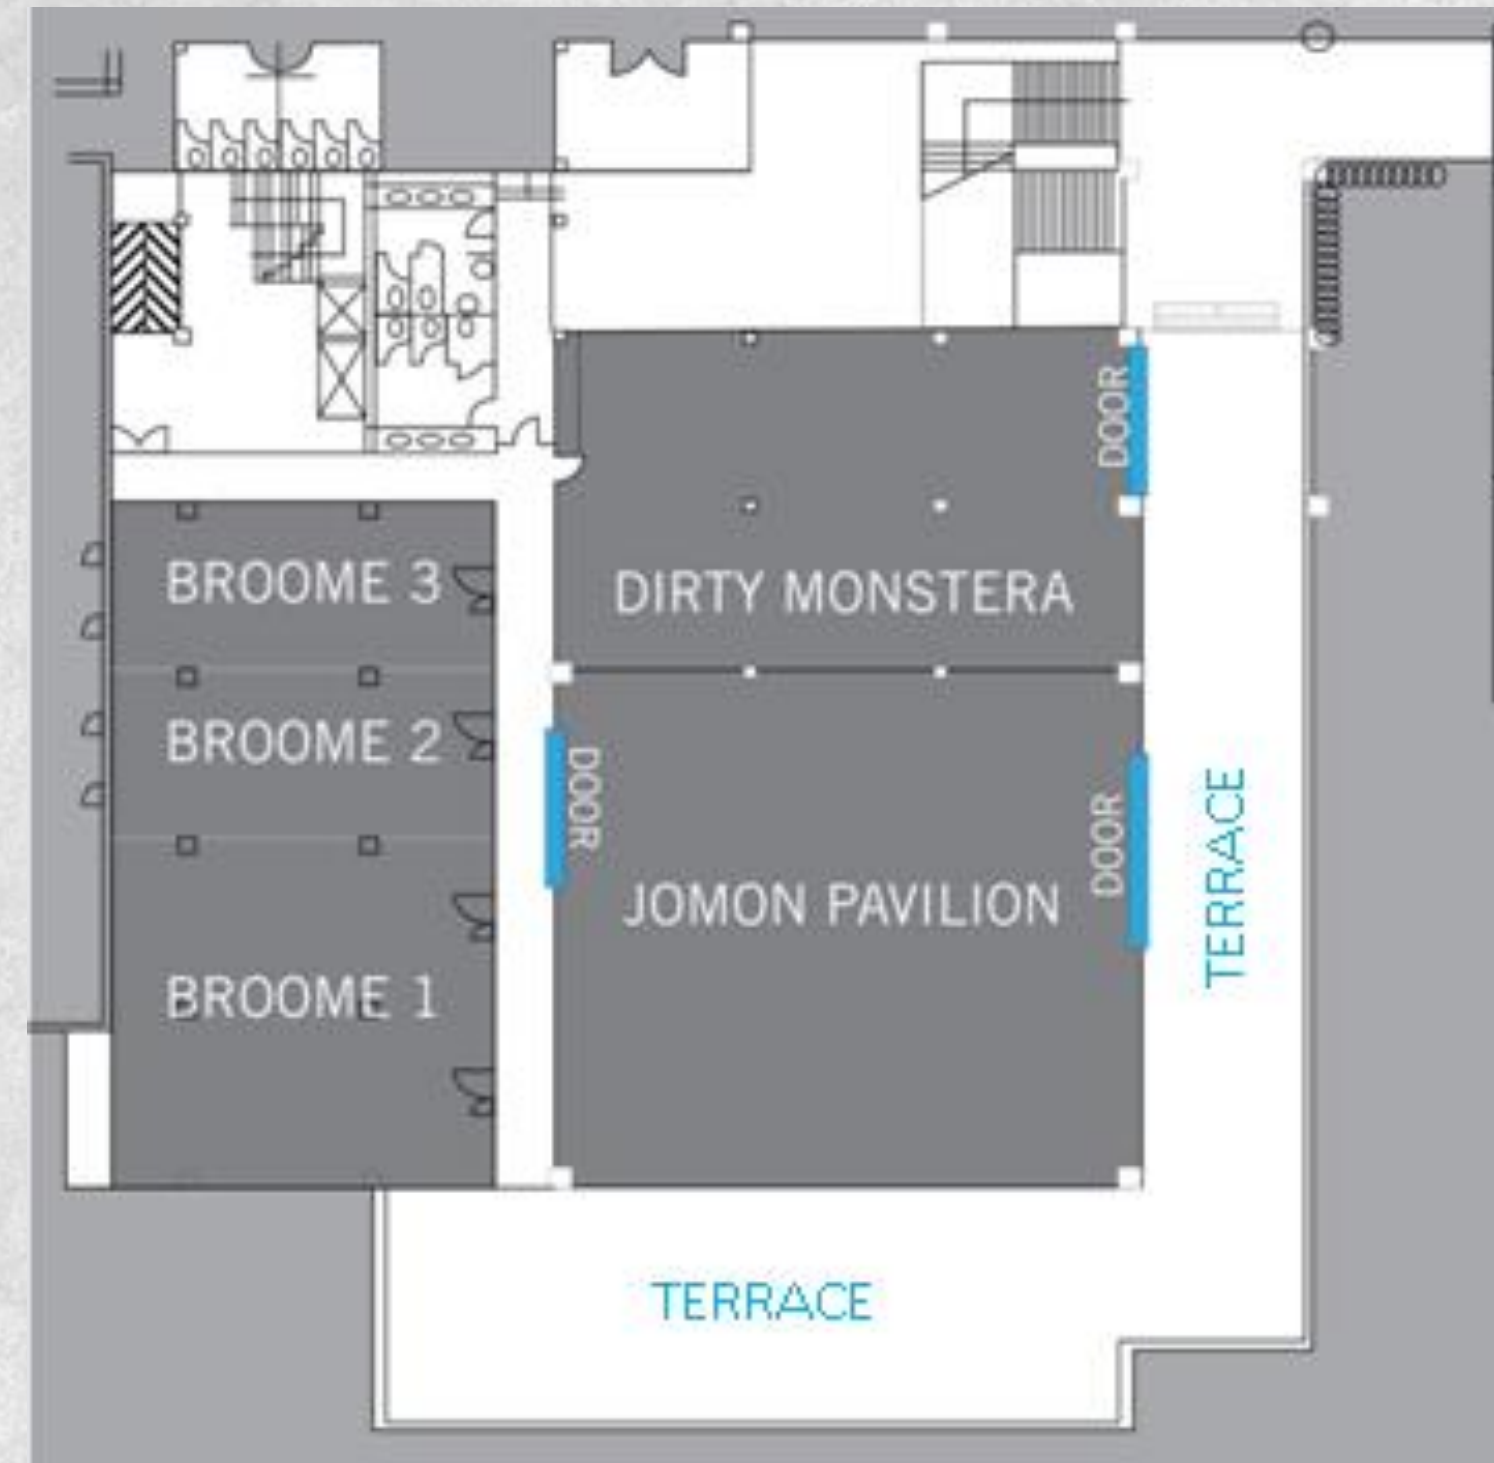 DOOR
BROOME 3
DIRTY MONSTERA
BROOME 2
DOOR
DOOR
TERRACE
JOMON PAVILION
BROOME 1
TERRACE